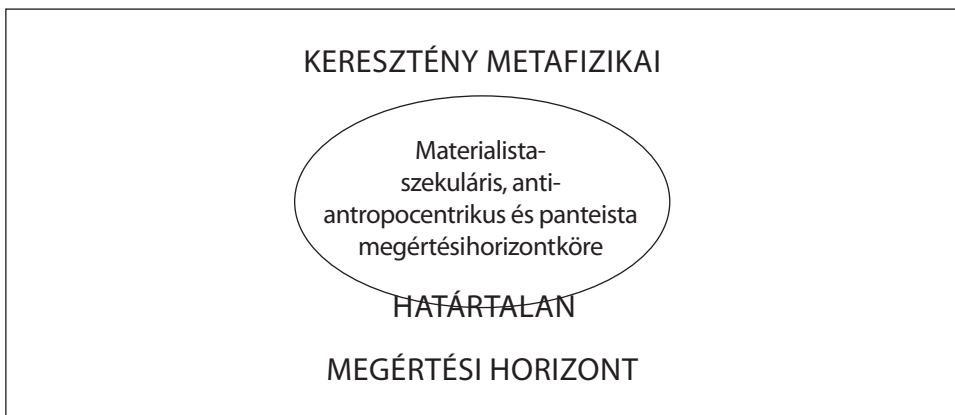 KERESZTÉNY METAFIZIKAI
Materialista-
szekuláris, anti-
antropocentrikus és panteista
megértésihorizontköre
HATÁRTALAN
MEGÉRTÉSI HORIZONT